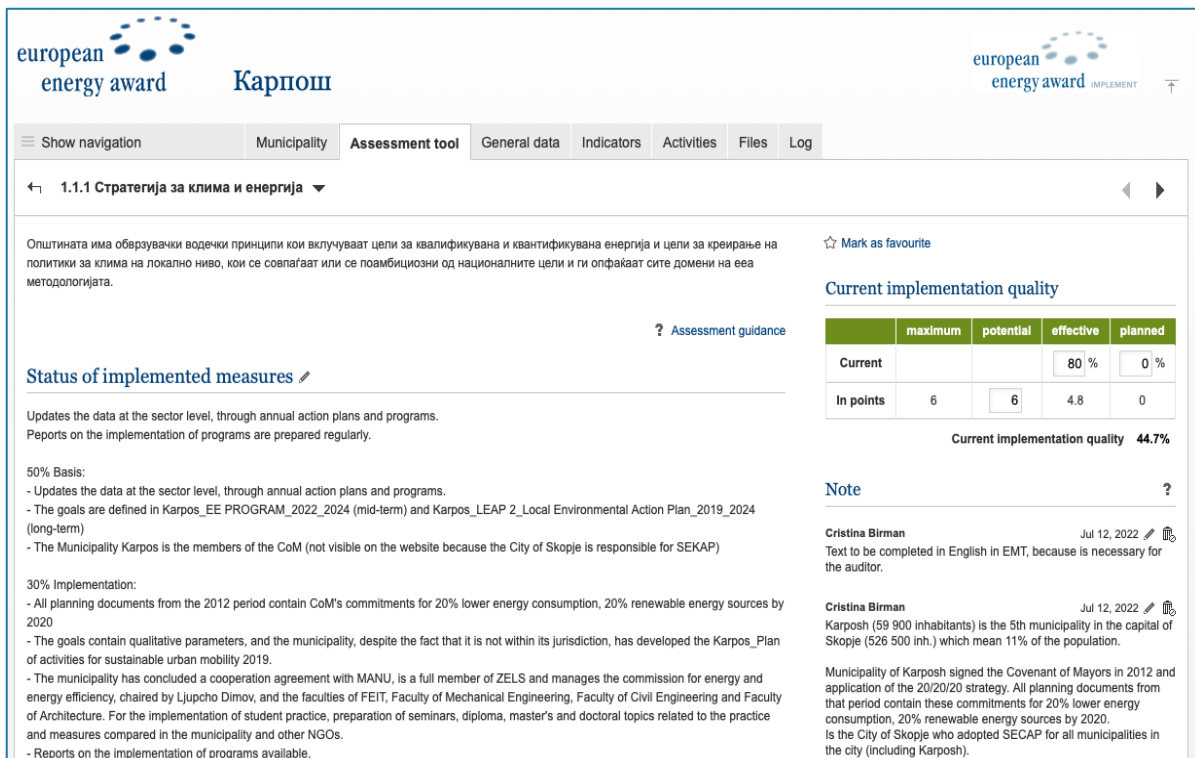 european
energy award
Карпош
european
energy award IMPLEMENT
Show navigation
Municipality
Assessment tool
General data
Indicators
Activities
Files
Log
1.1.1 Стратегија за клима и енергија
Општината има обврзувачки водечки принципи кои вклучуваат цели за квалификувана и квантификувана енергија и цели за креирање на
политики за клима на локално ниво, кои се совпаѓаат или се поамбициозни од националните цели и ги опфаќаат сите домени на ееа
методологијата.
? Assessment guidance
Status of implemented measures
Updates the data at the sector level, through annual action plans and programs.
Peports on the implementation of programs are prepared regularly.
50% Basis:
- Updates the data at the sector level, through annual action plans and programs.
- The goals are defined in Karpos_EE PROGRAM_2022_2024 (mid-term) and Karpos_LEAP 2_Local Environmental Action Plan_2019_2024
(long-term)
- The Municipality Karpos is the members of the CoM (not visible on the website because the City of Skopje is responsible for SEKAP)
30% Implementation:
- All planning documents from the 2012 period contain CoM's commitments for 20% lower energy consumption, 20% renewable energy sources by
2020
- The goals contain qualitative parameters, and the municipality, despite the fact that it is not within its jurisdiction, has developed the Karpos_Plan
of activities for sustainable urban mobility 2019.
- The municipality has concluded a cooperation agreement with MANU, is a full member of ZELS and manages the commission for energy and
energy efficiency, chaired by Ljupcho Dimov, and the faculties of FEIT, Faculty of Mechanical Engineering, Faculty of Civil Engineering and Faculty
of Architecture. For the implementation of student practice, preparation of seminars, diploma, master's and doctoral topics related to the practice
and measures compared in the municipality and other NGOs.
- Reports on the implementation of programs available.
Mark as favourite
Current implementation quality
maximum potential effective planned
Current 80 % 0 %
In points 6 6 4.8 0
Current implementation quality 44.7%
Note ?
Cristina Birman Jul 12, 2022
Text to be completed in English in EMT, because is necessary for
the auditor.
Cristina Birman Jul 12, 2022
Karposh (59 900 inhabitants) is the 5th municipality in the capital of
Skopje (526 500 inh.) which mean 11% of the population.
Municipality of Karposh signed the Covenant of Mayors in 2012 and
application of the 20/20/20 strategy. All planning documents from
that period contain these commitments for 20% lower energy
consumption, 20% renewable energy sources by 2020.
Is the City of Skopje who adopted SECAP for all municipalities in
the city (including Karposh).